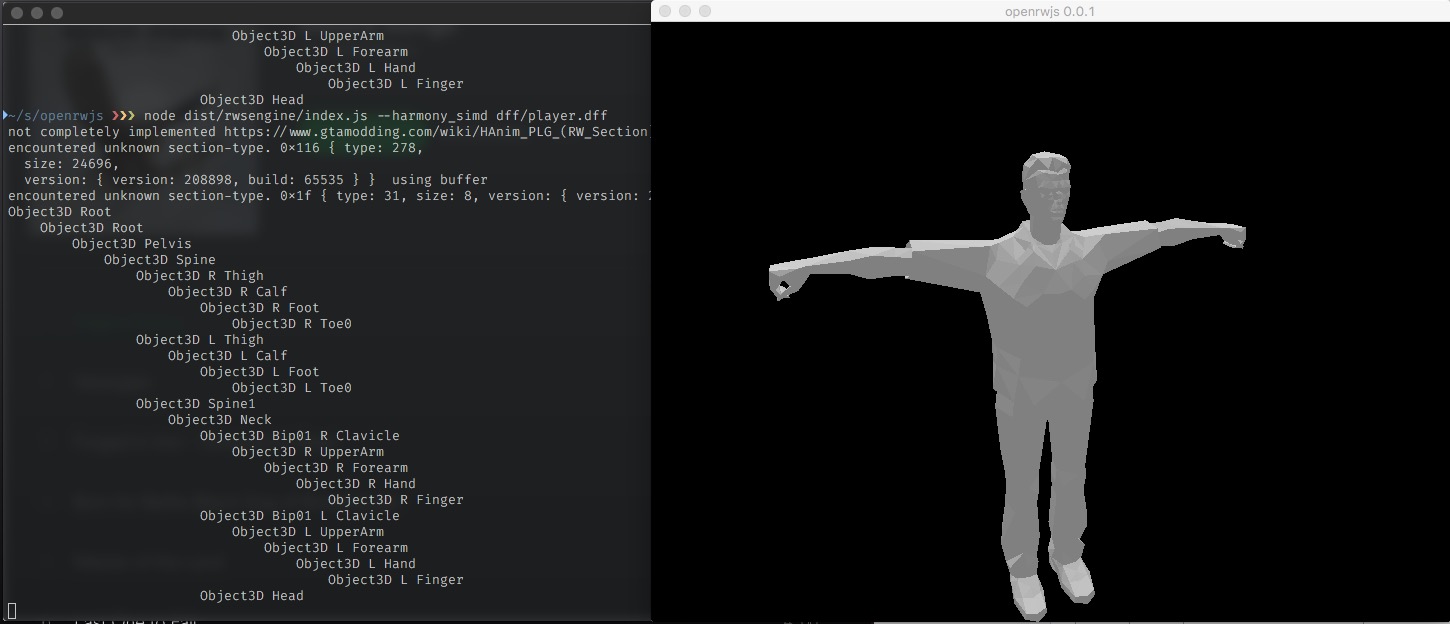 openrwjs 0.0.1
Object3D L UpperArm
Object3D L Forearm
Object3D L Hand
Object3D L Finger
Object3D Head
~/s/openrwjs ❯❯❯ node dist/rwsengine/index.js --harmony_simd dff/player.dff
not completely implemented https://www.gtamodding.com/wiki/HAnim_PLG_(RW_Section)
encountered unknown section-type. 0×116 { type: 278,
size: 24696,
version: { version: 208898, build: 65535 } }  using buffer
encountered unknown section-type. 0×1f { type: 31, size: 8, version: { version: 2
Object3D Root
Object3D Root
Object3D Pelvis
Object3D Spine
Object3D R Thigh
Object3D R Calf
Object3D R Foot
Object3D R Toe0
Object3D L Thigh
Object3D L Calf
Object3D L Foot
Object3D L Toe0
Object3D Spine1
Object3D Neck
Object3D Bip01 R Clavicle
Object3D R UpperArm
Object3D R Forearm
Object3D R Hand
Object3D R Finger
Object3D Bip01 L Clavicle
Object3D L UpperArm
Object3D L Forearm
Object3D L Hand
Object3D L Finger
Object3D Head